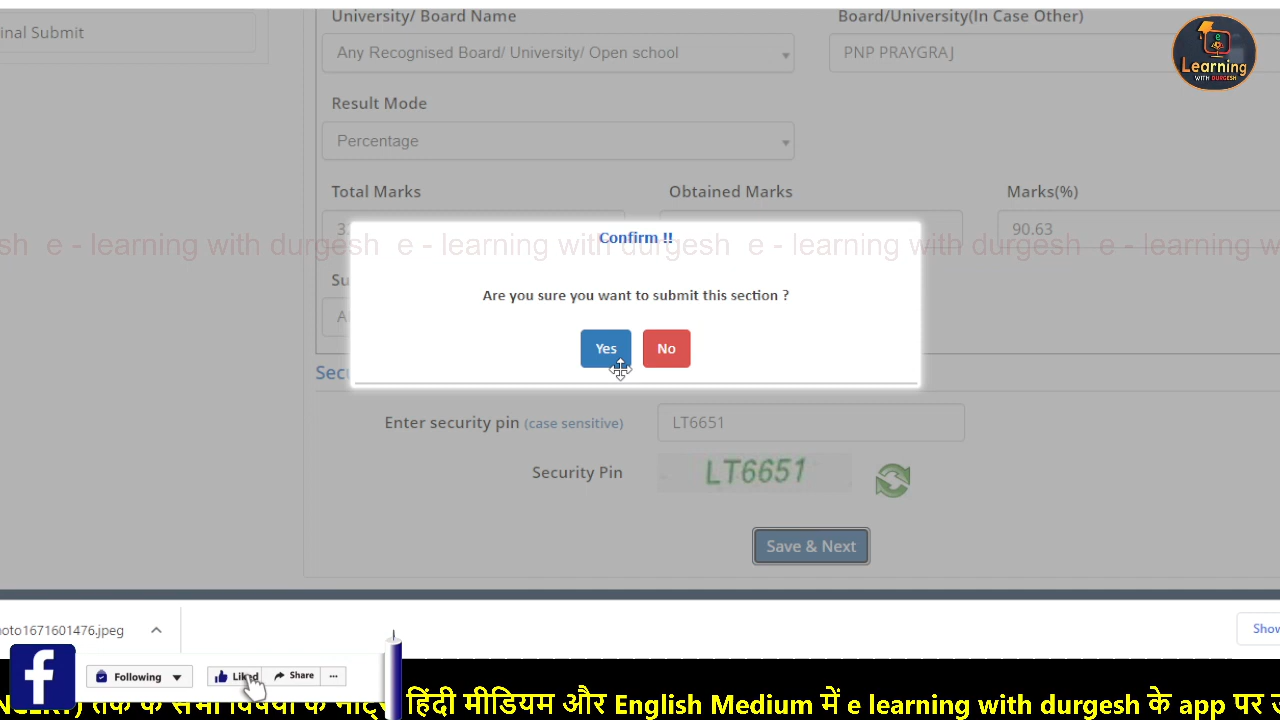 inal Submit
University/ Board Name
Board/University(In Case Other)
Any Recognised Board/ University/ Open school
PNP PRAYGRAJ
Learning
WITH DURGESH
Result Mode
Percentage
Total Marks
Obtained Marks
Marks(%)
90.63
sh e - learning with durgesh e - learning with durgesh e - learning with durgesh e - learning w
Confirm !!
Are you sure you want to submit this section ?
Yes
No
Enter security pin (case sensitive)
LT6651
Security Pin
LT6651
Save & Next
oto1671601476.jpeg
Show
Following
Liked
Share
हिंदी मीडियम और English Medium में e learning with durgesh के app पर